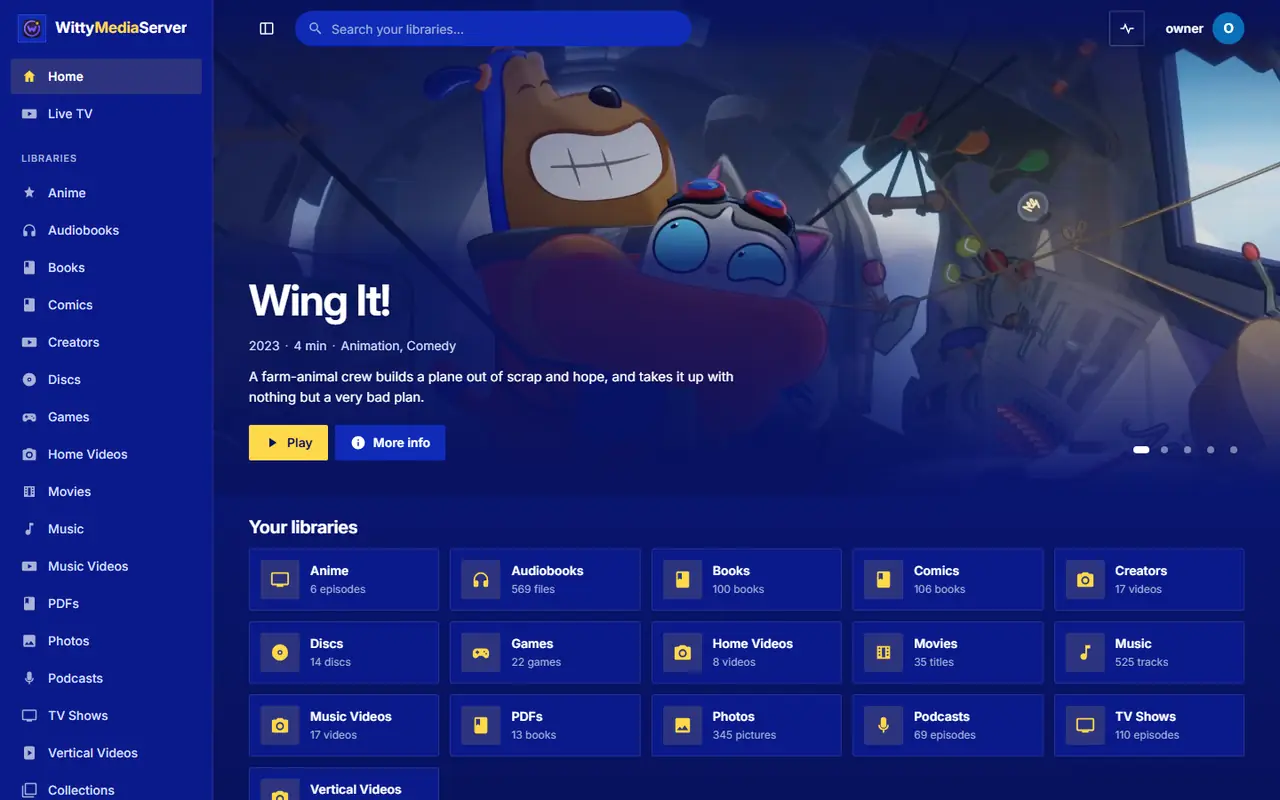 WittyMediaServer
Search your libraries...
owner
O
Home
Live TV
LIBRARIES
Anime
Audiobooks
Books
Comics
Creators
Discs
Games
Home Videos
Movies
Music
Music Videos
PDFs
Photos
Podcasts
TV Shows
Vertical Videos
Collections
Wing It!
2023 · 4 min · Animation, Comedy
A farm-animal crew builds a plane out of scrap and hope, and takes it up with
nothing but a very bad plan.
Play
More info
Your libraries
Anime
6 episodes
Audiobooks
569 files
Books
100 books
Comics
106 books
Creators
17 videos
Discs
14 discs
Games
22 games
Home Videos
8 videos
Movies
35 titles
Music
525 tracks
Music Videos
17 videos
PDFs
13 books
Photos
345 pictures
Podcasts
69 episodes
TV Shows
110 episodes
Vertical Videos